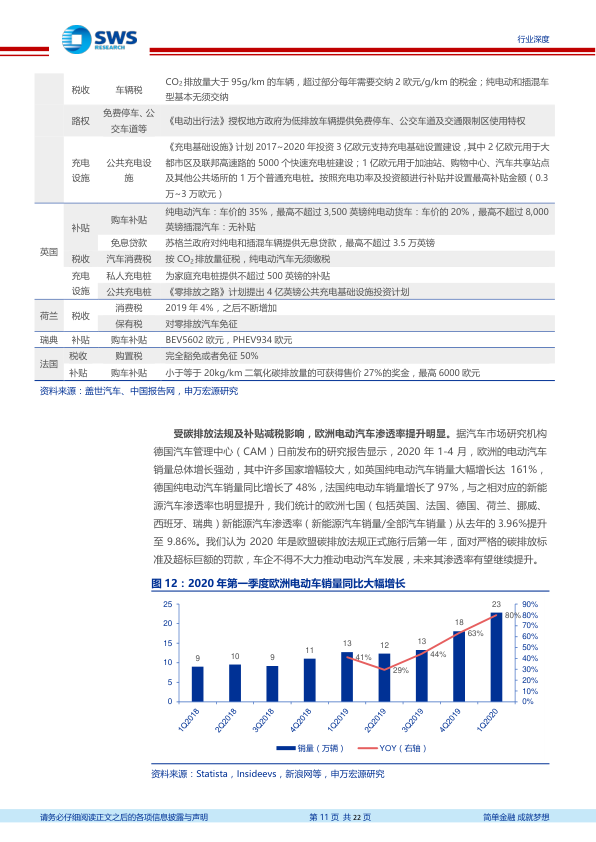 SWS
RESEARCH
行业深度
税收 车辆税 CO2 排放量大于 95g/km 的车辆，超过部分每年需要交纳 2 欧元/g/km 的税金；纯电动和插混车
型基本无须交纳
路权 免费停车、公
交车道等 《电动出行法》授权地方政府为低排放车辆提供免费停车、公交车道及交通限制区使用特权
充电
设施 公共充电设
施 《充电基础设施》计划 2017~2020 年投资 3 亿欧元支持充电基础设置建设，其中 2 亿欧元用于大
都市区及联邦高速路的 5000 个快速充电桩建设；1 亿欧元用于加油站、购物中心、汽车共享站点
及其他公共场所的 1 万个普通充电桩。按照充电功率及投资额进行补贴并设置最高补贴金额（0.3
万~3 万欧元）
英国 补贴 购车补贴 纯电动汽车：车价的 35%，最高不超过 3,500 英镑纯电动货车：车价的 20%，最高不超过 8,000
英镑插混汽车：无补贴
免息贷款 苏格兰政府对纯电和插混车辆提供无息贷款，最高不超过 3.5 万英镑
税收 汽车消费税 按 CO2 排放量征税，纯电动汽车无须缴税
充电
设施 私人充电桩 为家庭充电桩提供不超过 500 英镑的补贴
公共充电桩 《零排放之路》计划提出 4 亿英镑公共充电基础设施投资计划
荷兰 税收 消费税 2019 年 4%，之后不断增加
保有税 对零排放汽车免征
瑞典 补贴 购车补贴 BEV5602 欧元，PHEV934 欧元
法国 税收 购置税 完全豁免或者免征 50%
补贴 购车补贴 小于等于 20kg/km 二氧化碳排放量的可获得售价 27%的奖金，最高 6000 欧元
资料来源：盖世汽车、中国报告网，申万宏源研究
受碳排放法规及补贴减税影响，欧洲电动汽车渗透率提升明显。据汽车市场研究机构
德国汽车管理中心（CAM）日前发布的研究报告显示，2020 年 1-4 月，欧洲的电动汽车
销量总体增长强劲，其中许多国家增幅较大，如英国纯电动汽车销量大幅增长达 161%，
德国纯电动汽车销量同比增长了 48%，法国纯电动车销量增长了 97%，与之相对应的新能
源汽车渗透率也明显提升，我们统计的欧洲七国（包括英国、法国、德国、荷兰、挪威、
西班牙、瑞典）新能源汽车渗透率（新能源汽车销量/全部汽车销量）从去年的 3.96%提升
至 9.86%。我们认为 2020 年是欧盟碳排放法规正式施行后第一年，面对严格的碳排放标
准及超标巨额的罚款，车企不得不大力推动电动汽车发展，未来其渗透率有望继续提升。
图 12：2020 年第一季度欧洲电动车销量同比大幅增长
25
20
15
10
5
0
9 10 9 11 13 12 13 18 23
41% 29% 44% 63% 80%
90%
80%
70%
60%
50%
40%
30%
20%
10%
0%
1Q2018 2Q2018 3Q2018 4Q2018 1Q2019 2Q2019 3Q2019 4Q2019 1Q2020
销量（万辆） YOY（右轴）
资料来源：Statista，Insideevs，新浪网等，申万宏源研究
请务必仔细阅读正文之后的各项信息披露与声明 第 11 页 共 22 页 简单金融 成就梦想